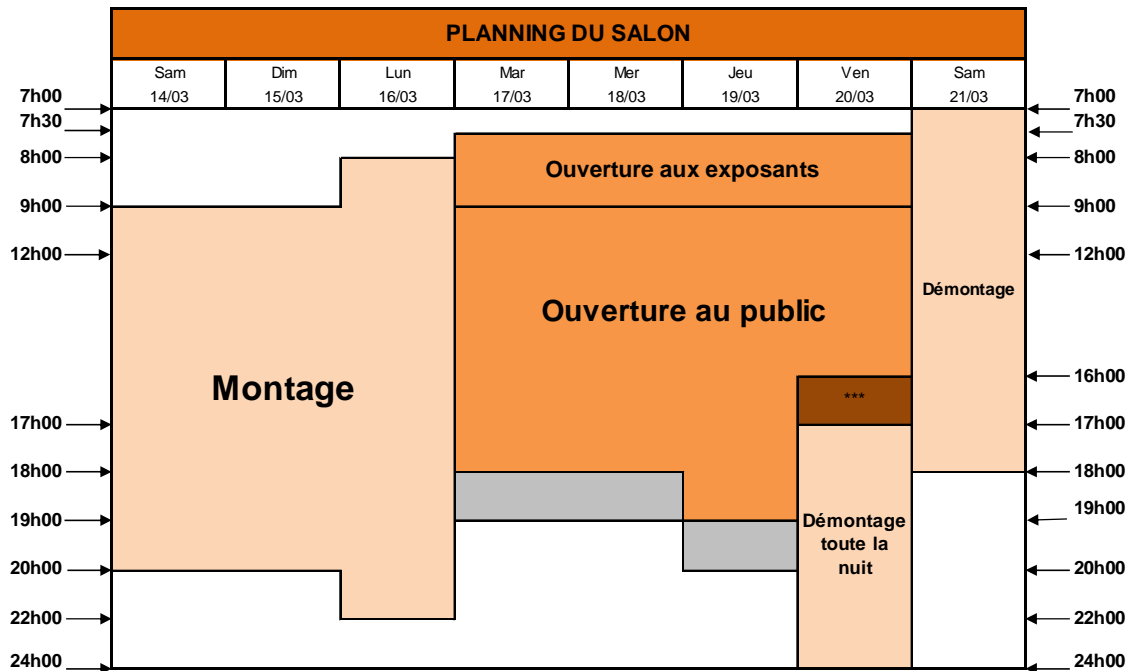 PLANNING DU SALON
Sam Dim Lun Mar Mer Jeu Ven Sam
14/03 15/03 16/03 17/03 18/03 19/03 20/03 21/03
7h00 7h00
7h30 7h30
8h00 8h00
Ouverture aux exposants
9h00 9h00
12h00 12h00
Démontage
Ouverture au public
16h00
Montage
***
17h00 17h00
18h00 18h00
19h00 19h00
Démontage
toute la
nuit
20h00 20h00
22h00 22h00
24h00 24h00